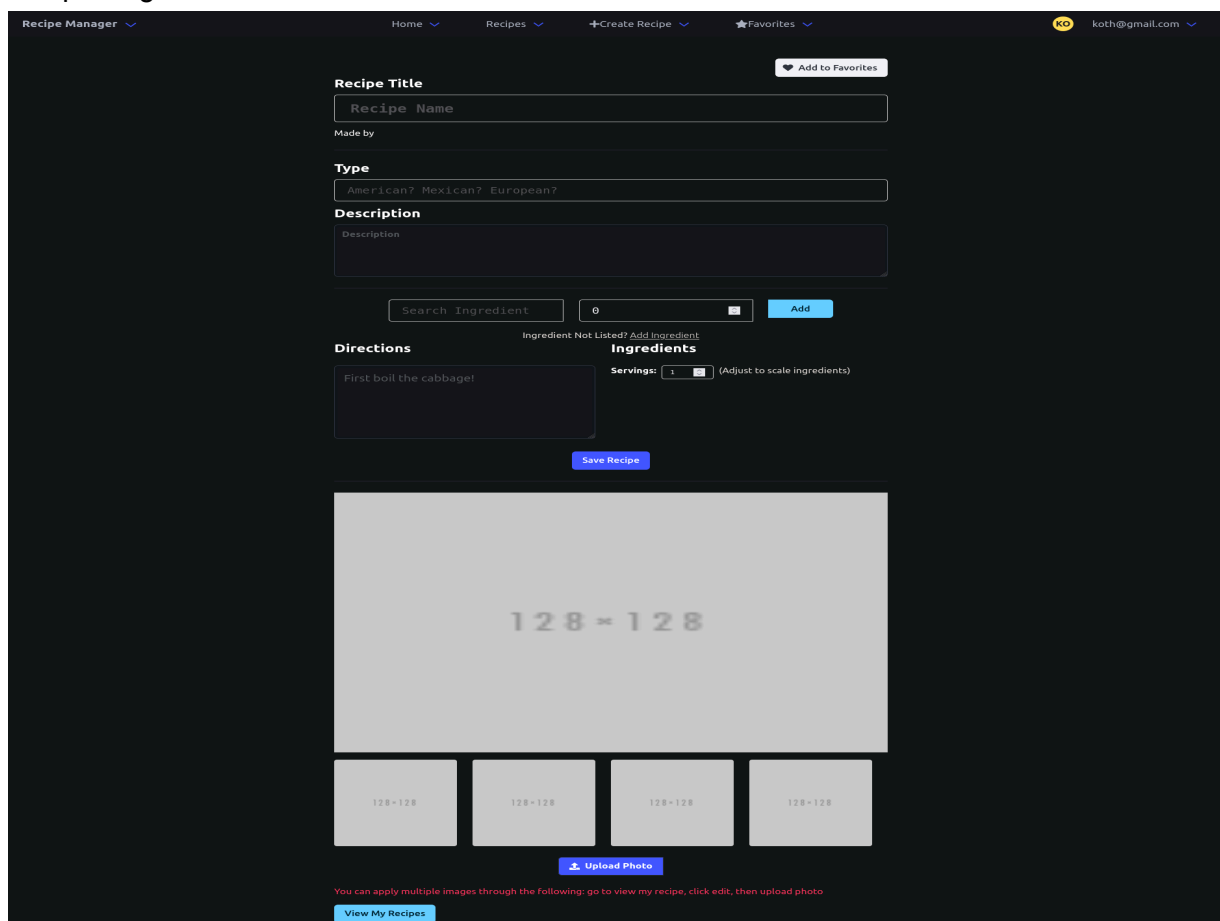 Recipe Manager Home Recipes +Create Recipe ★Favorites KO koth@gmail.com
Add to Favorites
Recipe Title
Recipe Name
Made by
Type
American? Mexican? European?
Description
Description
Search Ingredient 0 Add
Ingredient Not Listed? Add Ingredient
Directions Ingredients
First boil the cabbage! Servings: 1 (Adjust to scale ingredients)
Save Recipe
128×128
128×128 128×128 128×128 128×128
Upload Photo
You can apply multiple images through the following: go to view my recipe, click edit, then upload photo
View My Recipes